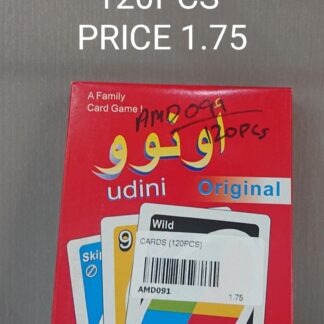 120PCS
PRICE 1.75
A Family
Card Game!
AMD091
120PCS
اونوو
udini
Original
Skip
9
Wild
CARDS (120PCS)
AMD091
1.75